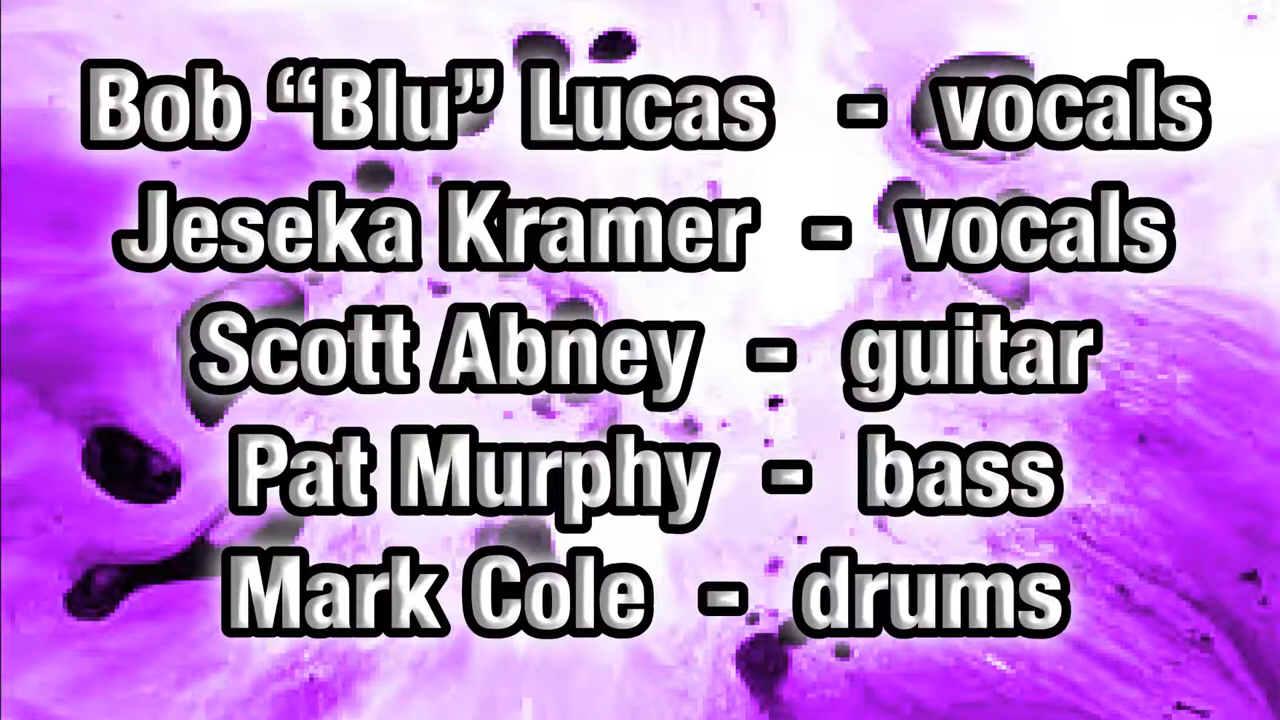 Bob “Blu” Lucas - vocals
Jeseka Kramer - vocals
Scott Abney - guitar
Pat Murphy - bass
Mark Cole - drums